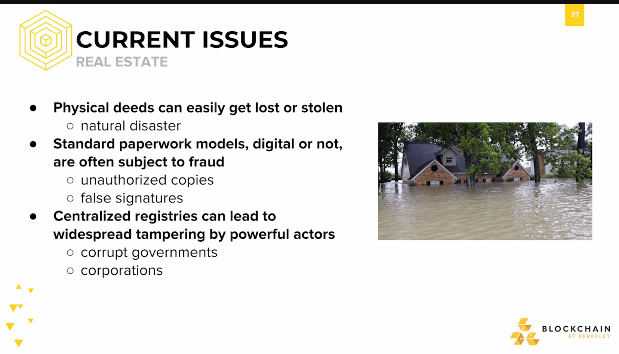 57
CURRENT ISSUES
REAL ESTATE
● Physical deeds can easily get lost or stolen
○ natural disaster
● Standard paperwork models, digital or not,
are often subject to fraud
○ unauthorized copies
○ false signatures
● Centralized registries can lead to
widespread tampering by powerful actors
○ corrupt governments
○ corporations
BLOCKCHAIN
AT BERKELEY